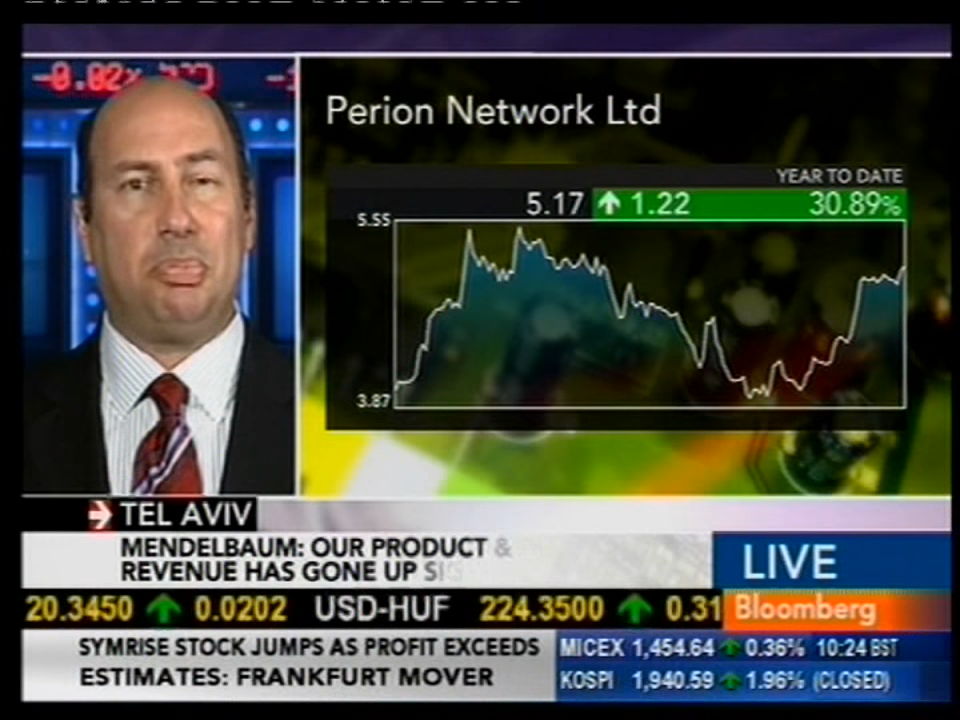 -0.02%
Perion Network Ltd
YEAR TO DATE
5.17 1.22 30.89%
5.55
3.87
TEL AVIV
MENDELBAUM: OUR PRODUCT &
REVENUE HAS GONE UP SI
LIVE
20.3450 0.0202 USD-HUF 224.3500 0.31
Bloomberg
SYMRISE STOCK JUMPS AS PROFIT EXCEEDS
ESTIMATES: FRANKFURT MOVER
MICEX 1,454.64 0.36% 10:24 BST
KOSPI 1,940.59 1.96% (CLOSED)